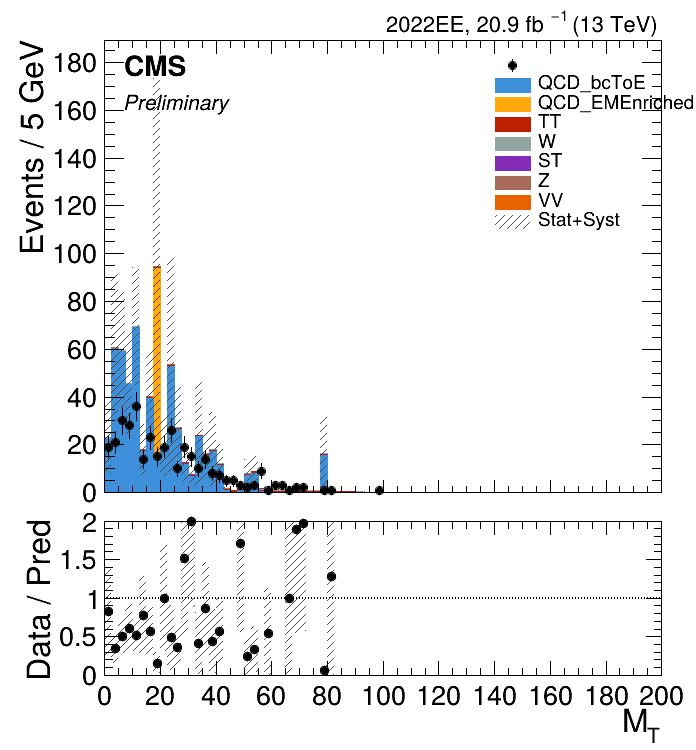 2022EE, 20.9 fb⁻¹ (13 TeV)
Events / 5 GeV
180
160
140
120
100
80
60
40
20
0
CMS
Preliminary
QCD_bcToE
QCD_EMEnriched
TT
W
ST
Z
VV
Stat+Syst
Data / Pred
2
1.5
1
0.5
0
0 20 40 60 80 100 120 140 160 180 200
M_T